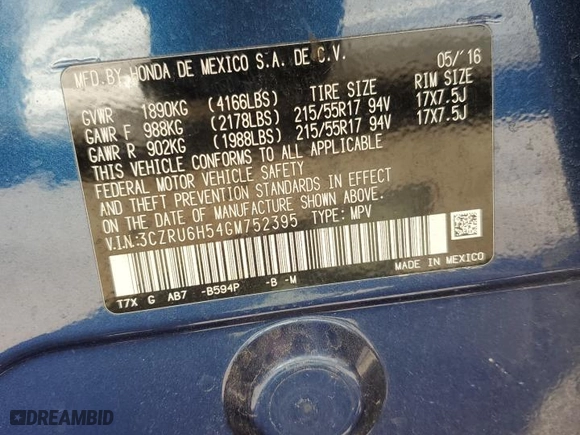 MFD.BY HONDA DE MEXICO S.A. DE C.V. 05/'16
TIRE SIZE RIM SIZE
GVWR 1890KG (4166LBS)
GAWR F 988KG (2178LBS) 215/55R17 94V 17X7.5J
GAWR R 902KG (1988LBS) 215/55R17 94V 17X7.5J
THIS VEHICLE CONFORMS TO ALL APPLICABLE
FEDERAL MOTOR VEHICLE SAFETY
AND THEFT PREVENTION STANDARDS IN EFFECT
ON THE DATE OF MANUFACTURE SHOWN ABOVE.
V.I.N:3CZRU6H54GM752395 TYPE: MPV
T7X G AB7 -B594P -B -M
MADE IN MEXICO
DREAMBID